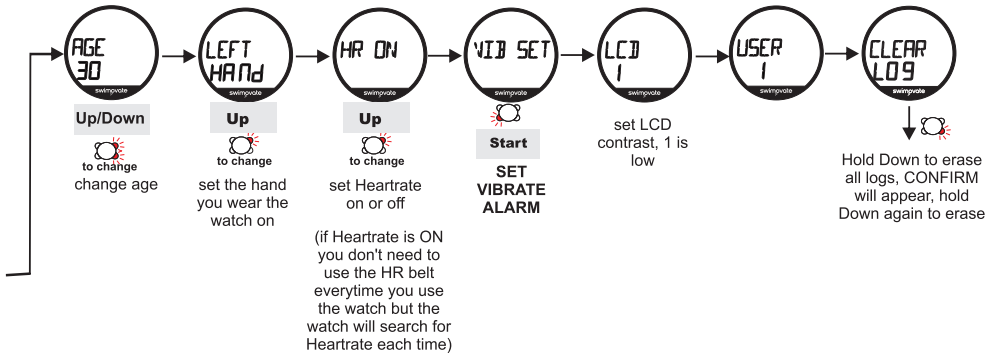 AGE
30
swimovate
Up/Down
to change
change age
LEFT
HANd
swimovate
Up
to change
set the hand
you wear the
watch on
HR ON
swimovate
Up
to change
set Heartrate
on or off
(if Heartrate is ON
you don't need to
use the HR belt
everytime you use
the watch but the
watch will search for
Heartrate each time)
VIB SET
swimovate
Start
SET
VIBRATE
ALARM
LCD
1
swimovate
set LCD
contrast, 1 is
low
USER
1
swimovate
CLEAR
LO9
swimovate
Hold Down to erase
all logs, CONFIRM
will appear, hold
Down again to erase